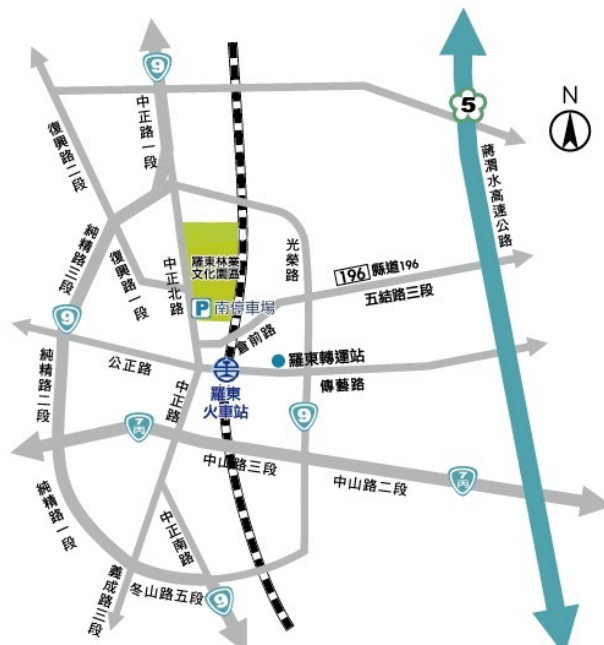 9
5
N
中正路一段
復興路二段
蔣渭水高速公路
純精路三段
復興路一段
中正北路
羅東林業
文化園區
光榮路
196 縣道196
五結路三段
P 南停車場
倉前路
9
公正路
羅東轉運站
傳藝路
羅東
火車站
純精路二段
中正路
9
7丙
中山路三段
中山路二段
7丙
純精路一段
中正南路
義成路三段
冬山路五段
9